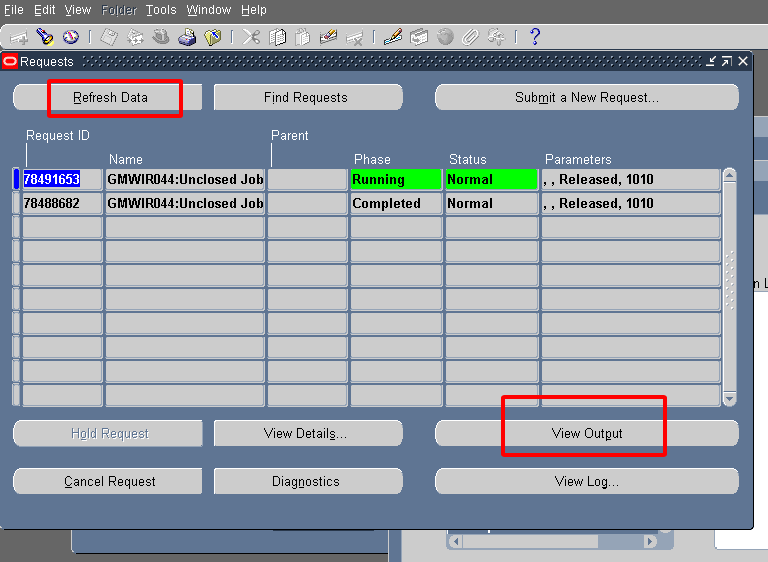 File Edit View Folder Tools Window Help
?
Requests
Refresh Data Find Requests Submit a New Request...
Request ID Parent
Name Phase Status Parameters
78491653 GMWIR044:Unclosed Job Running Normal , , Released, 1010
78488682 GMWIR044:Unclosed Job Completed Normal , , Released, 1010
n L
Hold Request View Details... View Output
Cancel Request Diagnostics View Log...